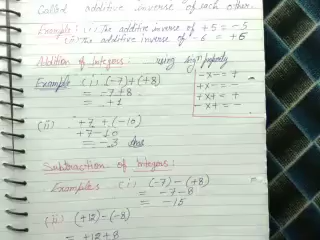 Called additive inverse of each other.
Example: (i) The additive inverse of +5 = -5
(ii) The additive inverse of -6 = +6
Addition of Integers: using sign property
Example (i) (-7)+(+8)
= -7+8
= +1
- x - = +
+ x - = -
+ x + = +
- x + = -
(ii) +7 + (-10)
+7-10
= -3 Ans
Subtraction of Integers:
Examples (i) (-7) - (+8) =
= -7-8
= -15
(ii) (+12) - (-8)
= +12+8